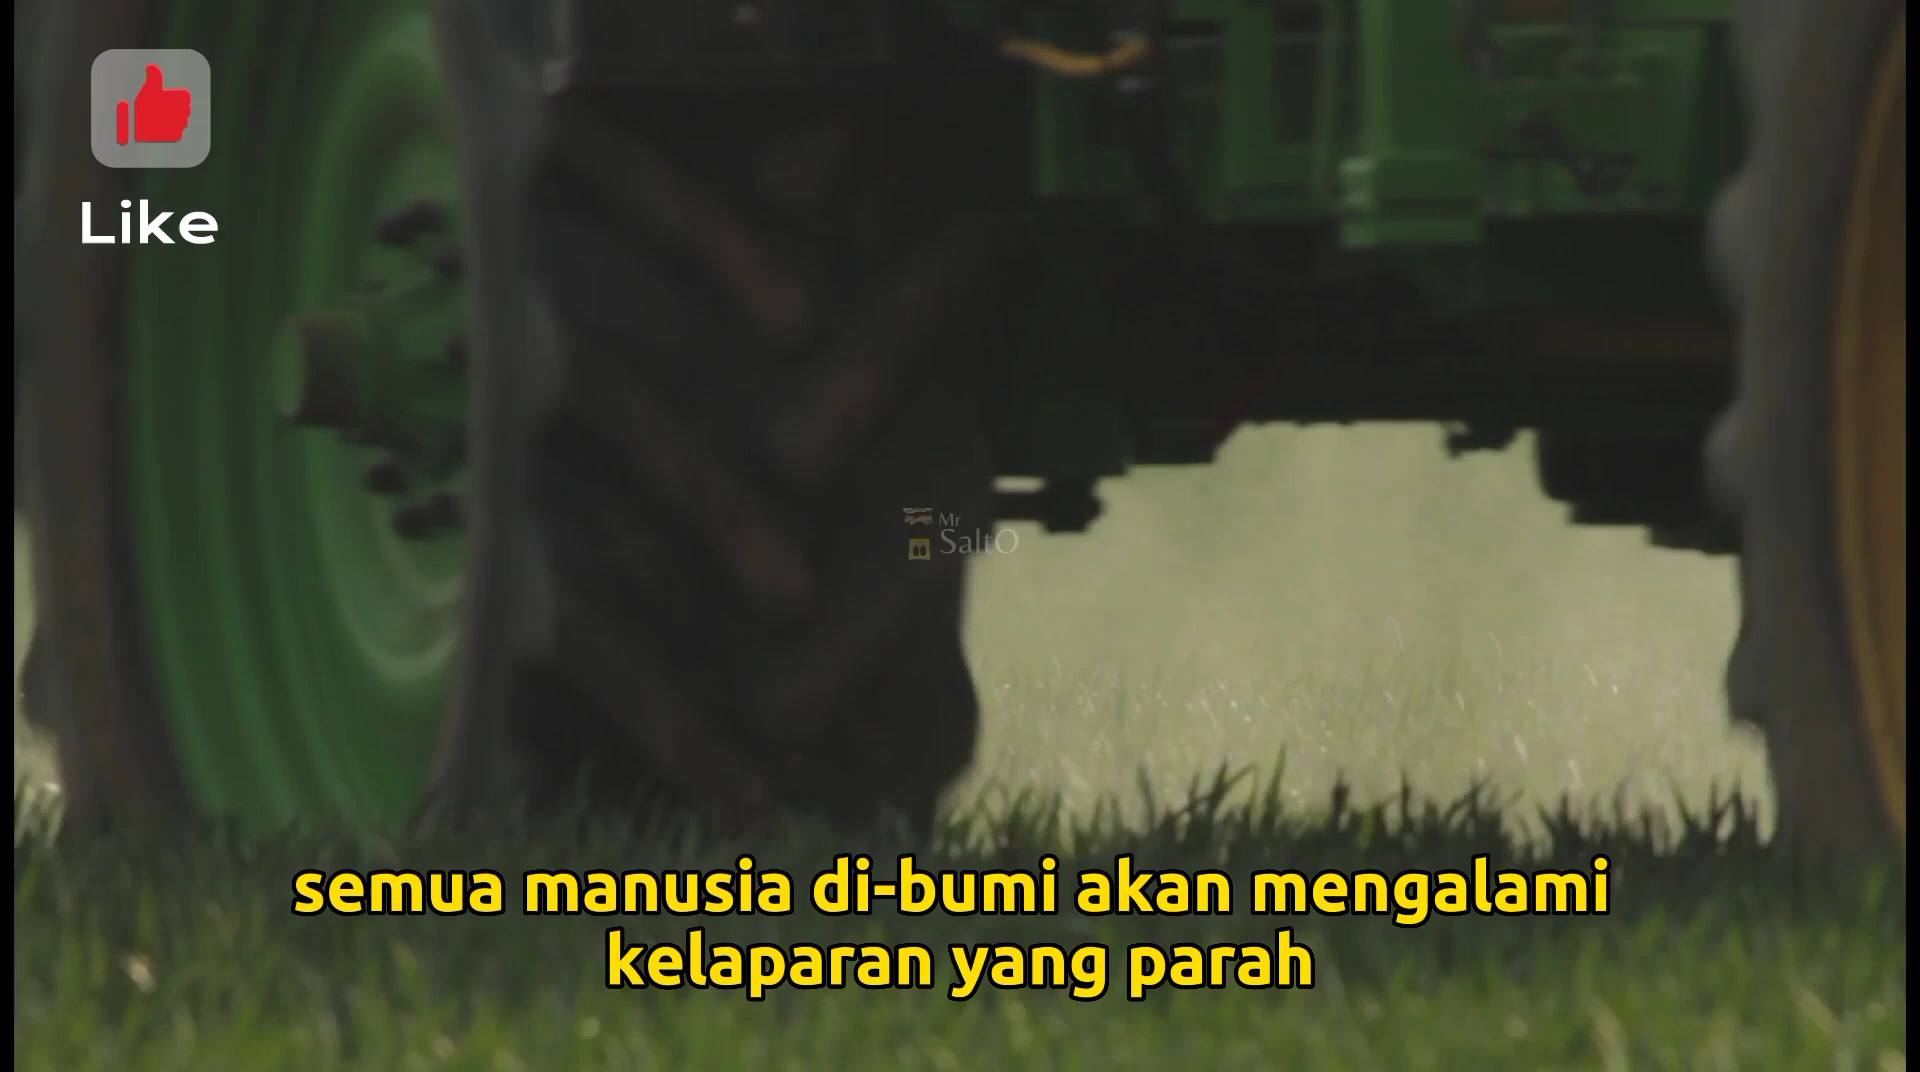 Like
Mr
SaltO
semua manusia di-bumi akan mengalami
kelaparan yang parah